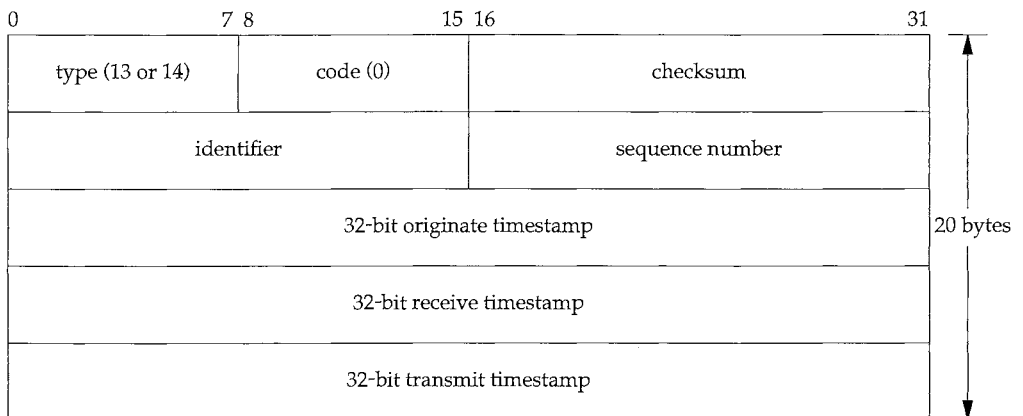 0 7 8 15 16 31
type (13 or 14) code (0) checksum
identifier sequence number
32-bit originate timestamp
20 bytes
32-bit receive timestamp
32-bit transmit timestamp